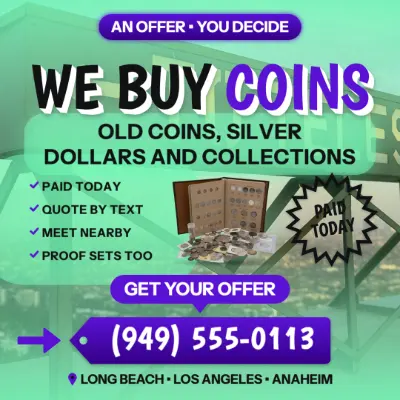 AN OFFER • YOU DECIDE
WE BUY COINS
OLD COINS, SILVER
DOLLARS AND COLLECTIONS
PAID TODAY
QUOTE BY TEXT
MEET NEARBY
PROOF SETS TOO
PAID
TODAY
GET YOUR OFFER
(949) 555-0113
LONG BEACH • LOS ANGELES • ANAHEIM